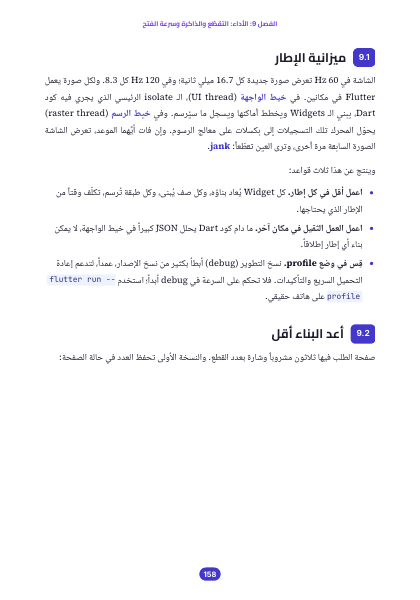 الفصل 9: الأداء: التقطّع والذاكرة وسرعة الفتح
9.1 ميزانية الإطار
الشاشة في 60 Hz تعرض صورة جديدة كل 16.7 ميلي ثانية؛ وفي 120 Hz كل 8.3. ولكل صورة يعمل
Flutter في مكانين. في خيط الواجهة (UI thread)، الـ isolate الرئيسي الذي يجري فيه كود
Dart، يبني الـ Widgets ويخطط أماكنها ويسجل ما سيُرسم. وفي خيط الرسم (raster thread)
يحوّل المحرك تلك التسجيلات إلى بكسلات على معالج الرسوم. وإن فات أيّهما الموعد، تعرض الشاشة
الصورة السابقة مرة أخرى، وترى العين تعطّعاً: jank.
وينتج عن هذا ثلاث قواعد:
• اعمل أقل في كل إطار. كل Widget يُعاد بناؤه، وكل صف يُبنى، وكل طبقة تُرسم، تكلّف وقتاً من
الإطار الذي يحتاجها.
• اعمل العمل الثقيل في مكان آخر. ما دام كود Dart يحلل JSON كبيراً في خيط الواجهة، لا يمكن
بناء أي إطار إطلاقاً.
• قِس في وضع profile. نسخ التطوير (debug) أبطأ بكثير من نسخ الإصدار، عمداً، لتدعم إعادة
التحميل السريع والتأكيدات. فلا تحكم على السرعة في debug أبداً؛ استخدم flutter run --
profile على هاتف حقيقي.
9.2 أعد البناء أقل
صفحة الطلب فيها ثلاثون مشروباً وشارة بعدد القطع. والنسخة الأولى تحفظ العدد في حالة الصفحة:
158